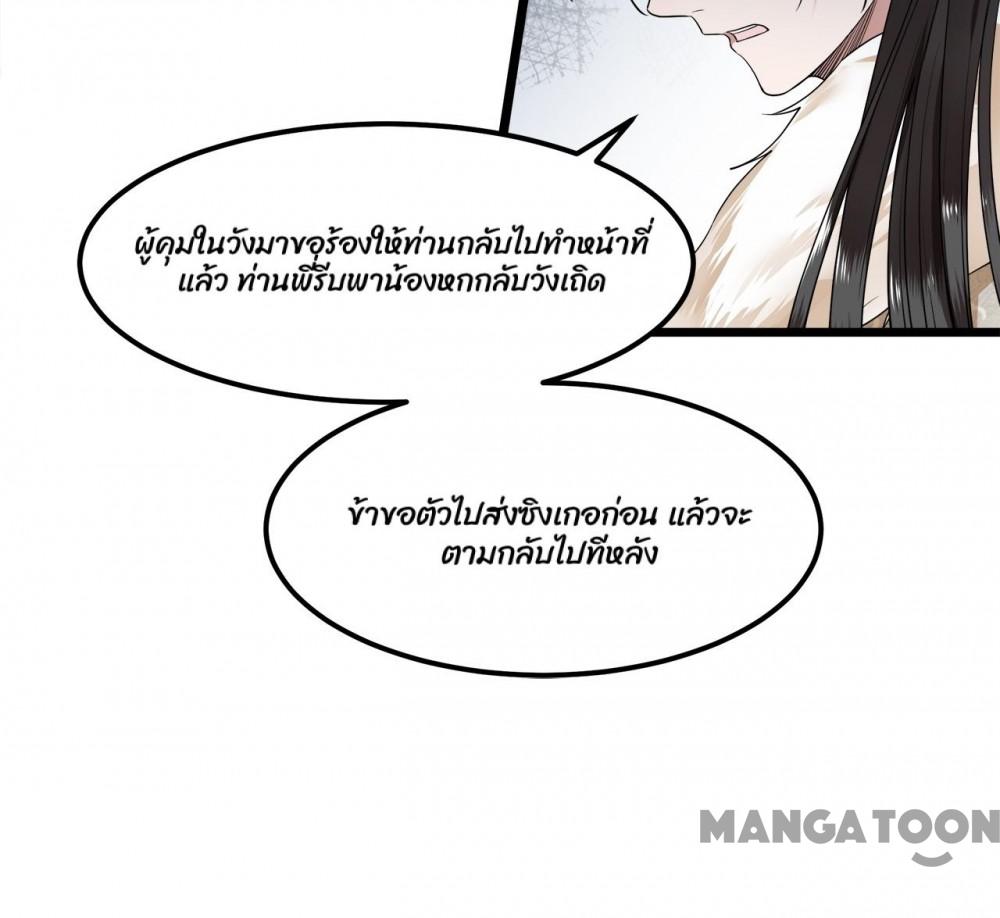 ผู้คุมในวังมาขอร้องให้ท่านกลับไปทำหน้าที่
แล้ว ท่านพี่รีบพาน้องหกกลับวังเถิด
ข้าขอตัวไปส่งซิงเกอก่อน แล้วจะ
ตามกลับไปทีหลัง
MANGATOON